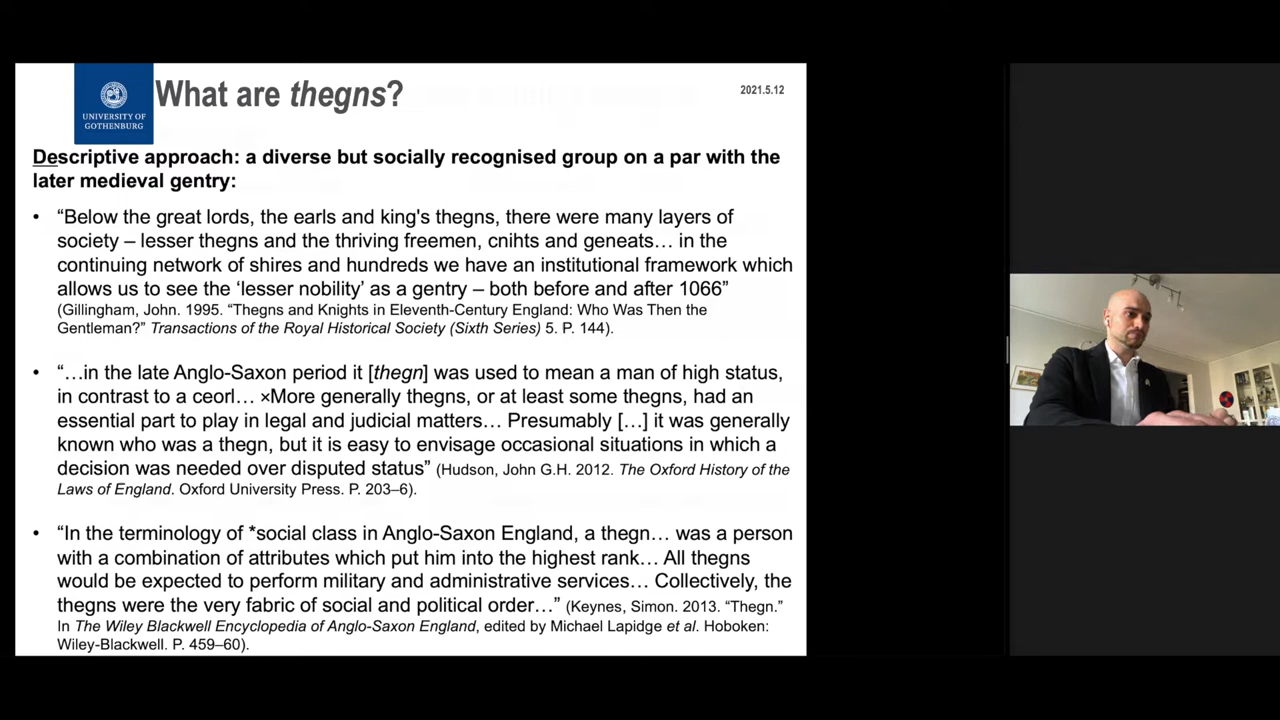 What are thegns?
2021.5.12
UNIVERSITY OF
GOTHENBURG
Descriptive approach: a diverse but socially recognised group on a par with the
later medieval gentry:
• “Below the great lords, the earls and king's thegns, there were many layers of
society – lesser thegns and the thriving freemen, cnihts and geneats… in the
continuing network of shires and hundreds we have an institutional framework which
allows us to see the ‘lesser nobility’ as a gentry – both before and after 1066”
(Gillingham, John. 1995. “Thegns and Knights in Eleventh-Century England: Who Was Then the
Gentleman?” Transactions of the Royal Historical Society (Sixth Series) 5. P. 144).
• “…in the late Anglo-Saxon period it [thegn] was used to mean a man of high status,
in contrast to a ceorl… ×More generally thegns, or at least some thegns, had an
essential part to play in legal and judicial matters… Presumably […] it was generally
known who was a thegn, but it is easy to envisage occasional situations in which a
decision was needed over disputed status” (Hudson, John G.H. 2012. The Oxford History of the
Laws of England. Oxford University Press. P. 203–6).
• “In the terminology of *social class in Anglo-Saxon England, a thegn… was a person
with a combination of attributes which put him into the highest rank… All thegns
would be expected to perform military and administrative services… Collectively, the
thegns were the very fabric of social and political order…” (Keynes, Simon. 2013. “Thegn.”
In The Wiley Blackwell Encyclopedia of Anglo-Saxon England, edited by Michael Lapidge et al. Hoboken:
Wiley-Blackwell. P. 459–60).